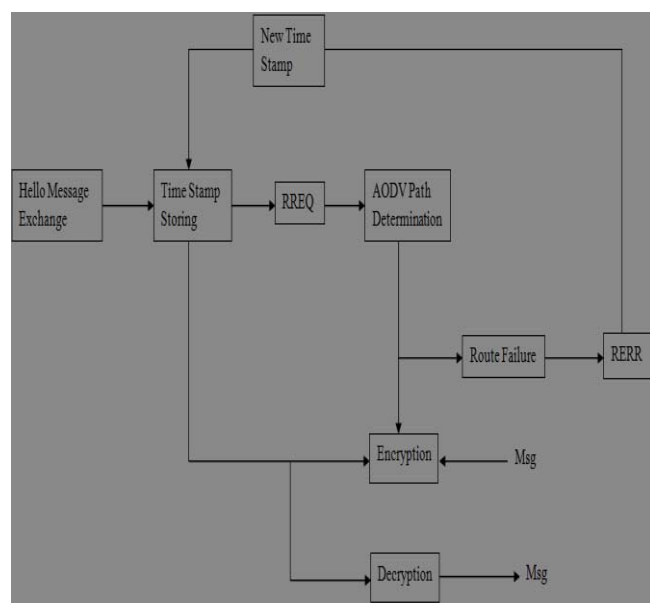 New Time
Stamp
Hello Message
Exchange
Time Stamp
Storing
RREQ
AODV Path
Determination
Route Failure
RERR
Encryption
Msg
Decryption
Msg